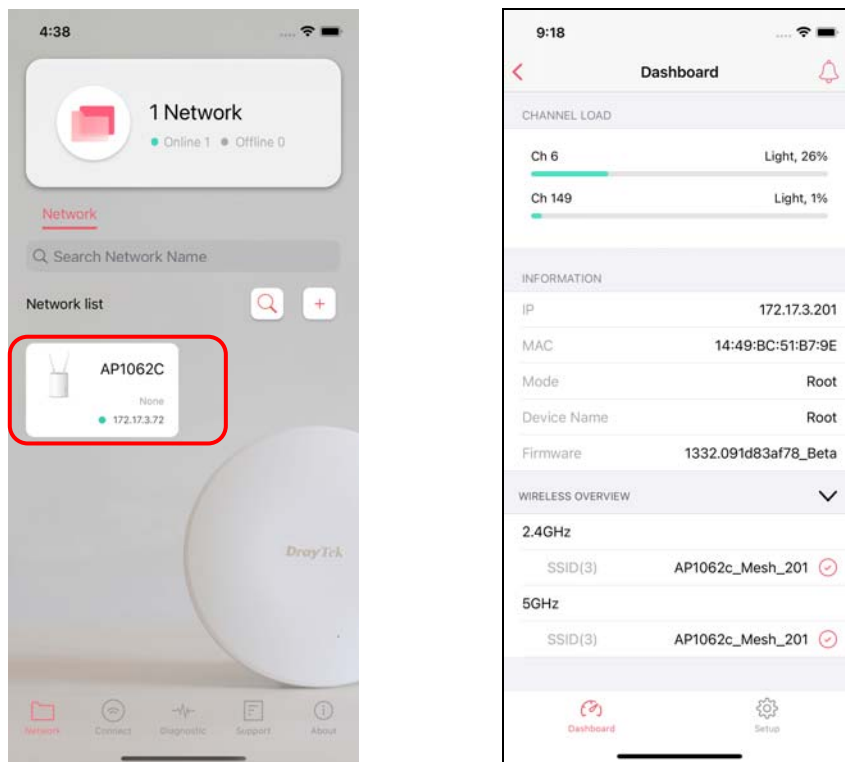 4:38
1 Network
Online 1 Offline 0
Network
Search Network Name
Network list
+
AP1062C
None
172.17.3.72
DrayTek
Network Connect Diagnostic Support About
9:18
Dashboard
CHANNEL LOAD
Ch 6 Light, 26%
Ch 149 Light, 1%
INFORMATION
IP 172.17.3.201
MAC 14:49:BC:51:B7:9E
Mode Root
Device Name Root
Firmware 1332.091d83af78_Beta
WIRELESS OVERVIEW
2.4GHz
SSID(3) AP1062c_Mesh_201
5GHz
SSID(3) AP1062c_Mesh_201
Dashboard Setup